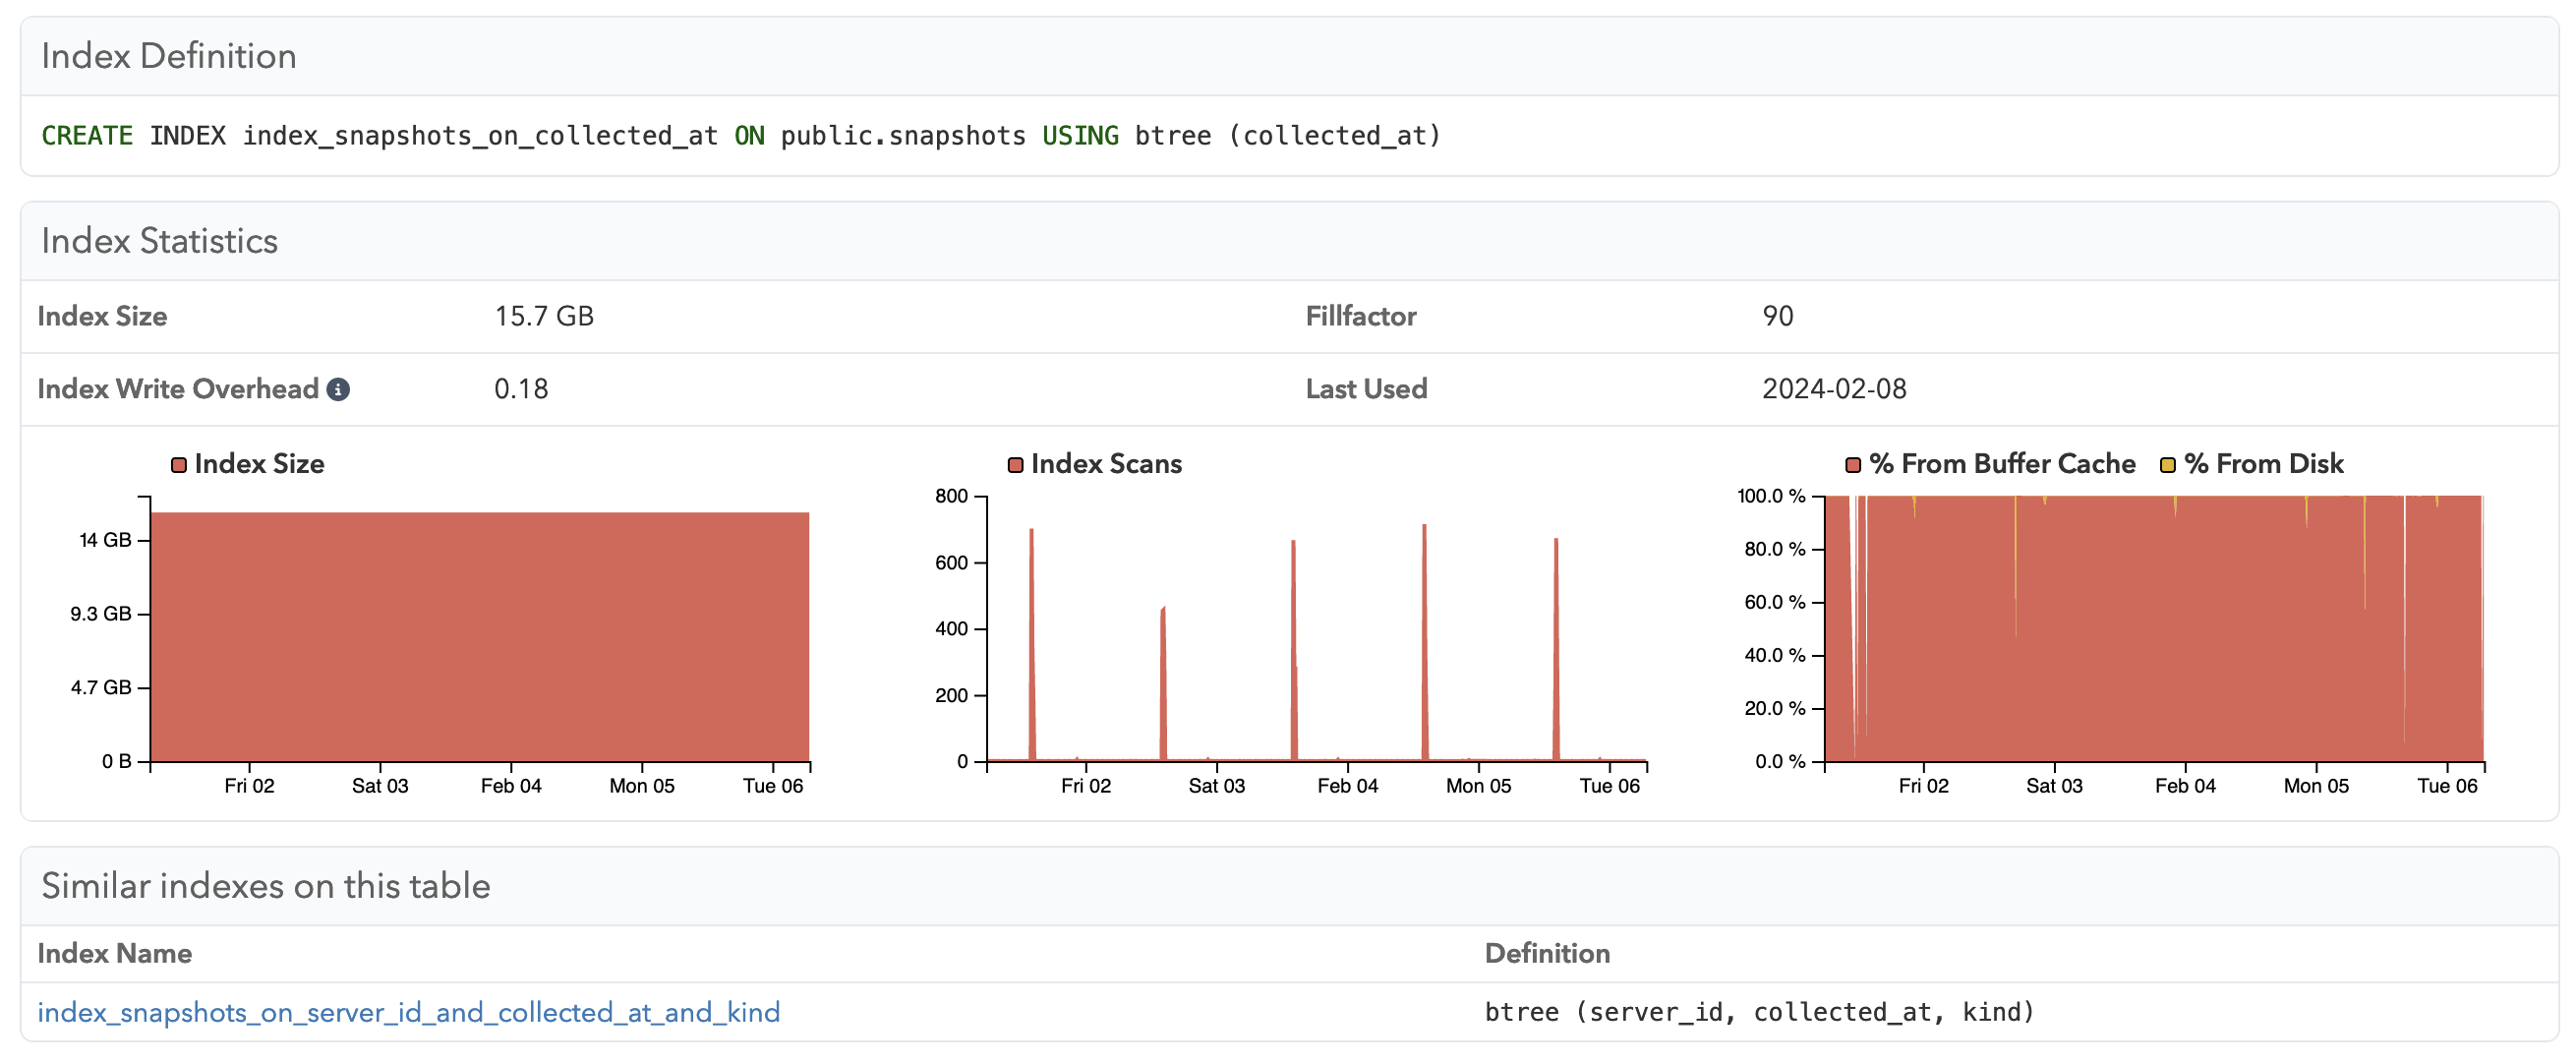 Index Definition
CREATE INDEX index_snapshots_on_collected_at ON public.snapshots USING btree (collected_at)
Index Statistics
Index Size 15.7 GB Fillfactor 90
Index Write Overhead 0.18 Last Used 2024-02-08
Index Size
14 GB
9.3 GB
4.7 GB
0 B
Fri 02 Sat 03 Feb 04 Mon 05 Tue 06
Index Scans
800
600
400
200
0
Fri 02 Sat 03 Feb 04 Mon 05 Tue 06
% From Buffer Cache % From Disk
100.0 %
80.0 %
60.0 %
40.0 %
20.0 %
0.0 %
Fri 02 Sat 03 Feb 04 Mon 05 Tue 06
Similar indexes on this table
Index Name Definition
index_snapshots_on_server_id_and_collected_at_and_kind btree (server_id, collected_at, kind)